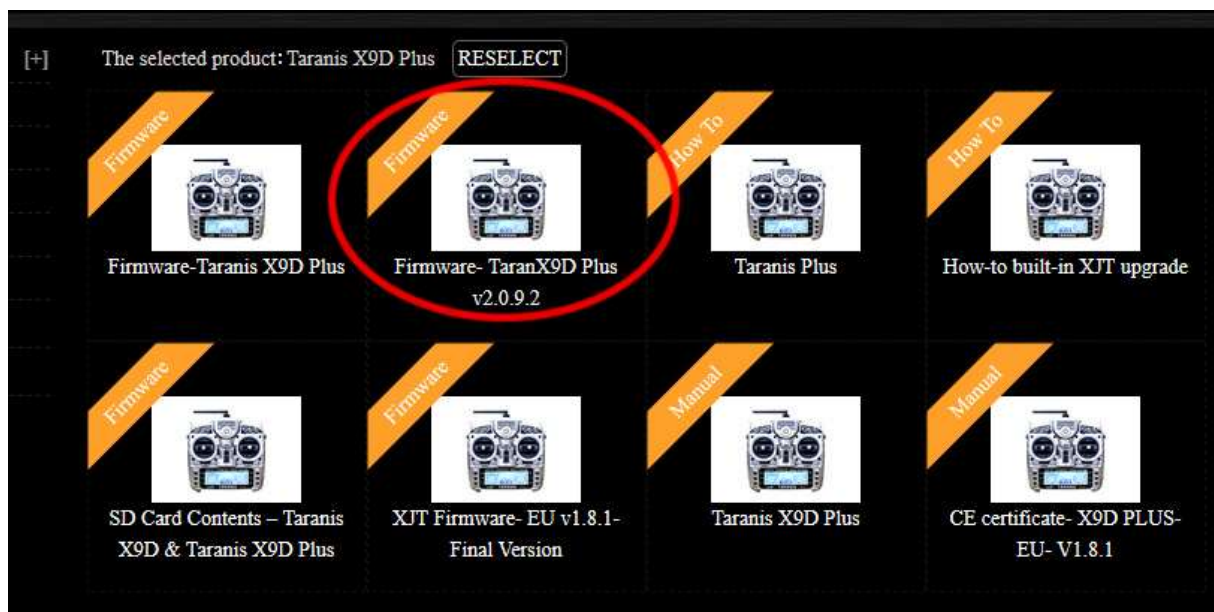 [+]
The selected product: Taranis X9D Plus RESELECT
Firmware
Firmware-Taranis X9D Plus
Firmware
Firmware- TaranX9D Plus
v2.0.9.2
How To
Taranis Plus
How To
How-to built-in XJT upgrade
Firmware
SD Card Contents – Taranis
X9D & Taranis X9D Plus
Firmware
XJT Firmware- EU v1.8.1-
Final Version
Manual
Taranis X9D Plus
Manual
CE certificate- X9D PLUS-
EU- V1.8.1